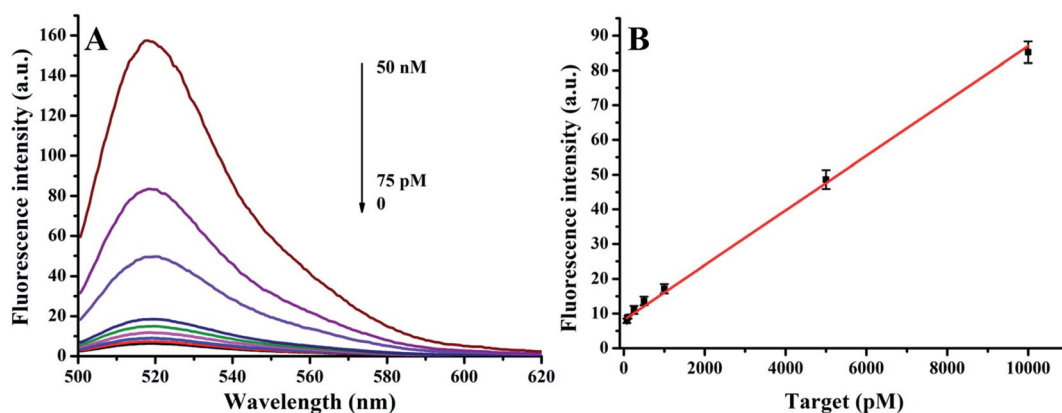 A
Fluorescence intensity (a.u.)
160
140
120
100
80
60
40
20
0
50 nM
75 pM
0
500 520 540 560 580 600 620
Wavelength (nm)
B
Fluorescence intensity (a.u.)
90
80
70
60
50
40
30
20
10
0
0 2000 4000 6000 8000 10000
Target (pM)